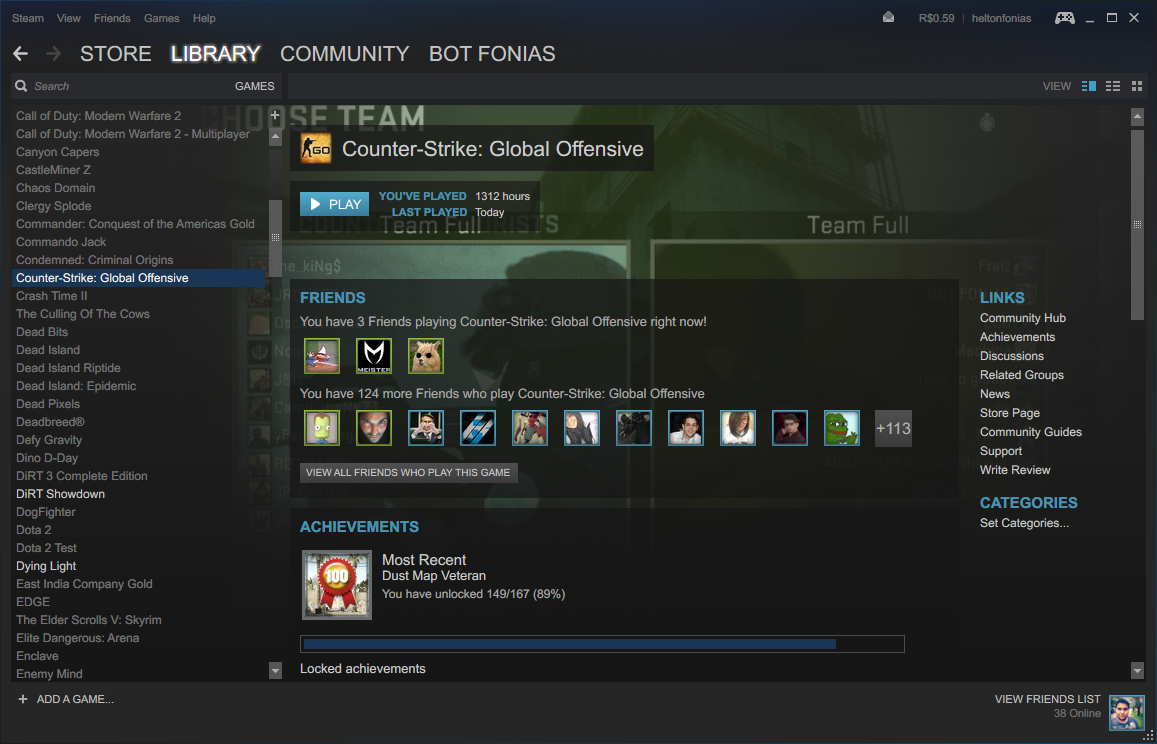 Steam View Friends Games Help
R$0.59 heltonfonias
STORE LIBRARY COMMUNITY BOT FONIAS
Search GAMES
VIEW
Call of Duty: Modern Warfare 2
Call of Duty: Modern Warfare 2 - Multiplayer
Canyon Capers
CastleMiner Z
Chaos Domain
Clergy Splode
Commander: Conquest of the Americas Gold
Commando Jack
Condemned: Criminal Origins
Counter-Strike: Global Offensive
Crash Time II
The Culling Of The Cows
Dead Bits
Dead Island
Dead Island Riptide
Dead Island: Epidemic
Dead Pixels
Deadbreed®
Defy Gravity
Dino D-Day
DiRT 3 Complete Edition
DiRT Showdown
DogFighter
Dota 2
Dota 2 Test
Dying Light
East India Company Gold
EDGE
The Elder Scrolls V: Skyrim
Elite Dangerous: Arena
Enclave
Enemy Mind
+ ADD A GAME...
CHOOSE TEAM
GO
Counter-Strike: Global Offensive
PLAY
YOU'VE PLAYED 1312 hours
LAST PLAYED Today
Team Full
Team Full
FRIENDS
You have 3 Friends playing Counter-Strike: Global Offensive right now!
MEISTER
You have 124 more Friends who play Counter-Strike: Global Offensive
+113
VIEW ALL FRIENDS WHO PLAY THIS GAME
ACHIEVEMENTS
100
Most Recent
Dust Map Veteran
You have unlocked 149/167 (89%)
Locked achievements
LINKS
Community Hub
Achievements
Discussions
Related Groups
News
Store Page
Community Guides
Support
Write Review
CATEGORIES
Set Categories...
VIEW FRIENDS LIST
38 Online